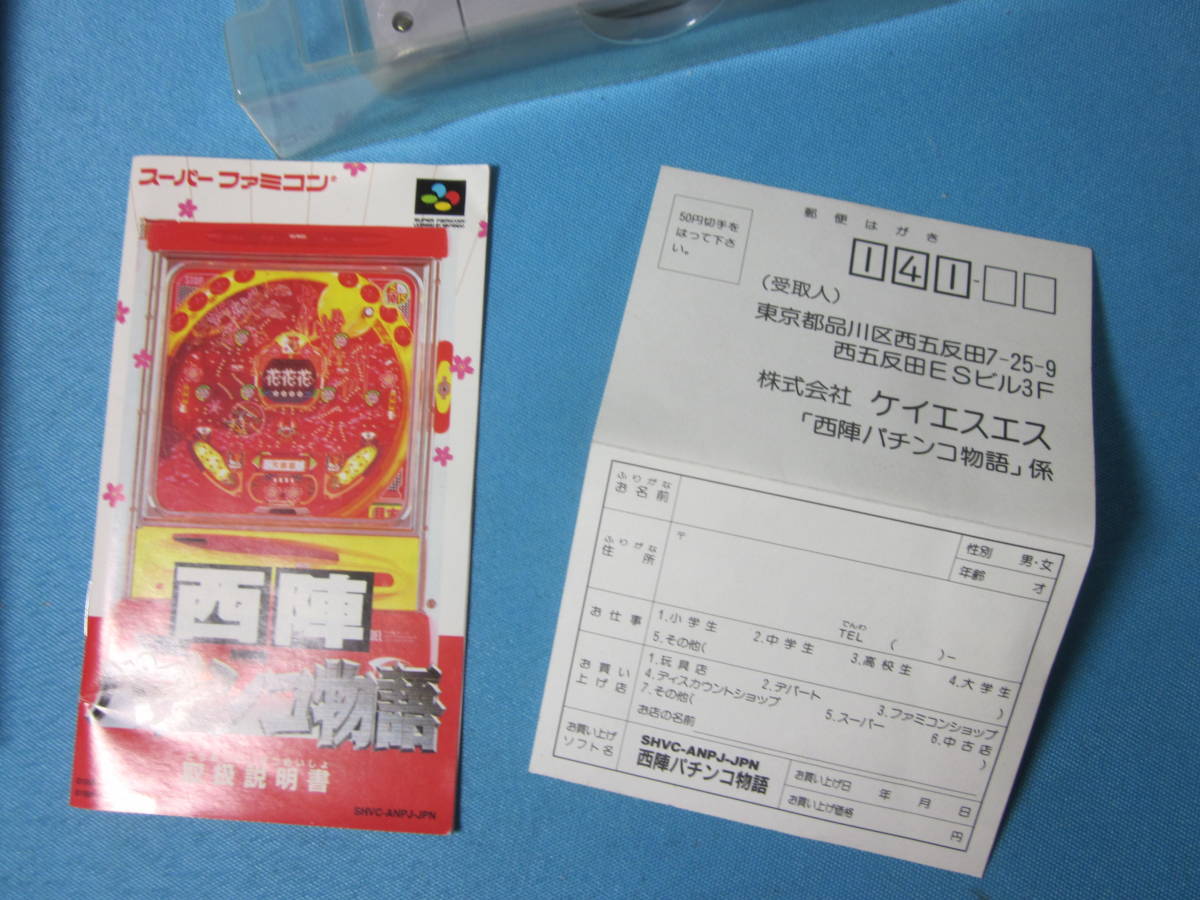 スーパーファミコン
花花花
西陣
パチンコ物語
取扱説明書
SHVC-ANPJ-JPN
50円切手を
はって下さ
い。
郵便はがき
141-
(受取人)
東京都品川区西五反田7-25-9
西五反田ESビル3F
株式会社 ケイエスエス
「西陣パチンコ物語」係
ふりがな
お名前
性別 男・女
年齢 才
ふりがな
住所
〒
でんわ
TEL ( )-
お仕事
1.小学生 2.中学生 3.高校生 4.大学生
5.その他( )
お買い
上げ店
1.玩具店 2.デパート 3.ファミコンショップ
4.ディスカウントショップ 5.スーパー 6.中古店
7.その他( )
お店の名前
お買い上げ
ソフト名
SHVC-ANPJ-JPN
西陣パチンコ物語
お買い上げ日 年 月 日
お買い上げ価格 円